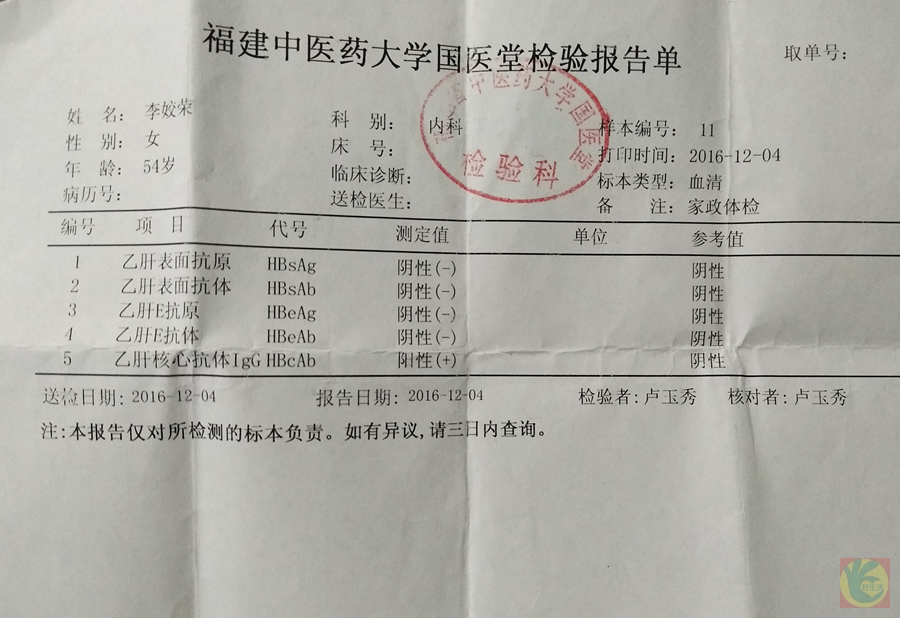 福建中医药大学国医堂检验报告单
取单号:
姓 名: 李姣荣 科 别: 内科 样本编号: 11
性 别: 女 床 号: 打印时间: 2016-12-04
年 龄: 54岁 临床诊断: 标本类型: 血清
病历号: 送检医生: 备 注: 家政体检
中医药大学国医堂
检验科
编号 项 目 代号 测定值 单位 参考值
1 乙肝表面抗原 HBsAg 阴性(-) 阴性
2 乙肝表面抗体 HBsAb 阴性(-) 阴性
3 乙肝E抗原 HBeAg 阴性(-) 阴性
4 乙肝E抗体 HBeAb 阴性(-) 阴性
5 乙肝核心抗体IgG HBcAb 阳性(+) 阴性
送检日期: 2016-12-04 报告日期: 2016-12-04 检验者: 卢玉秀 核对者: 卢玉秀
注:本报告仅对所检测的标本负责。如有异议,请三日内查询。